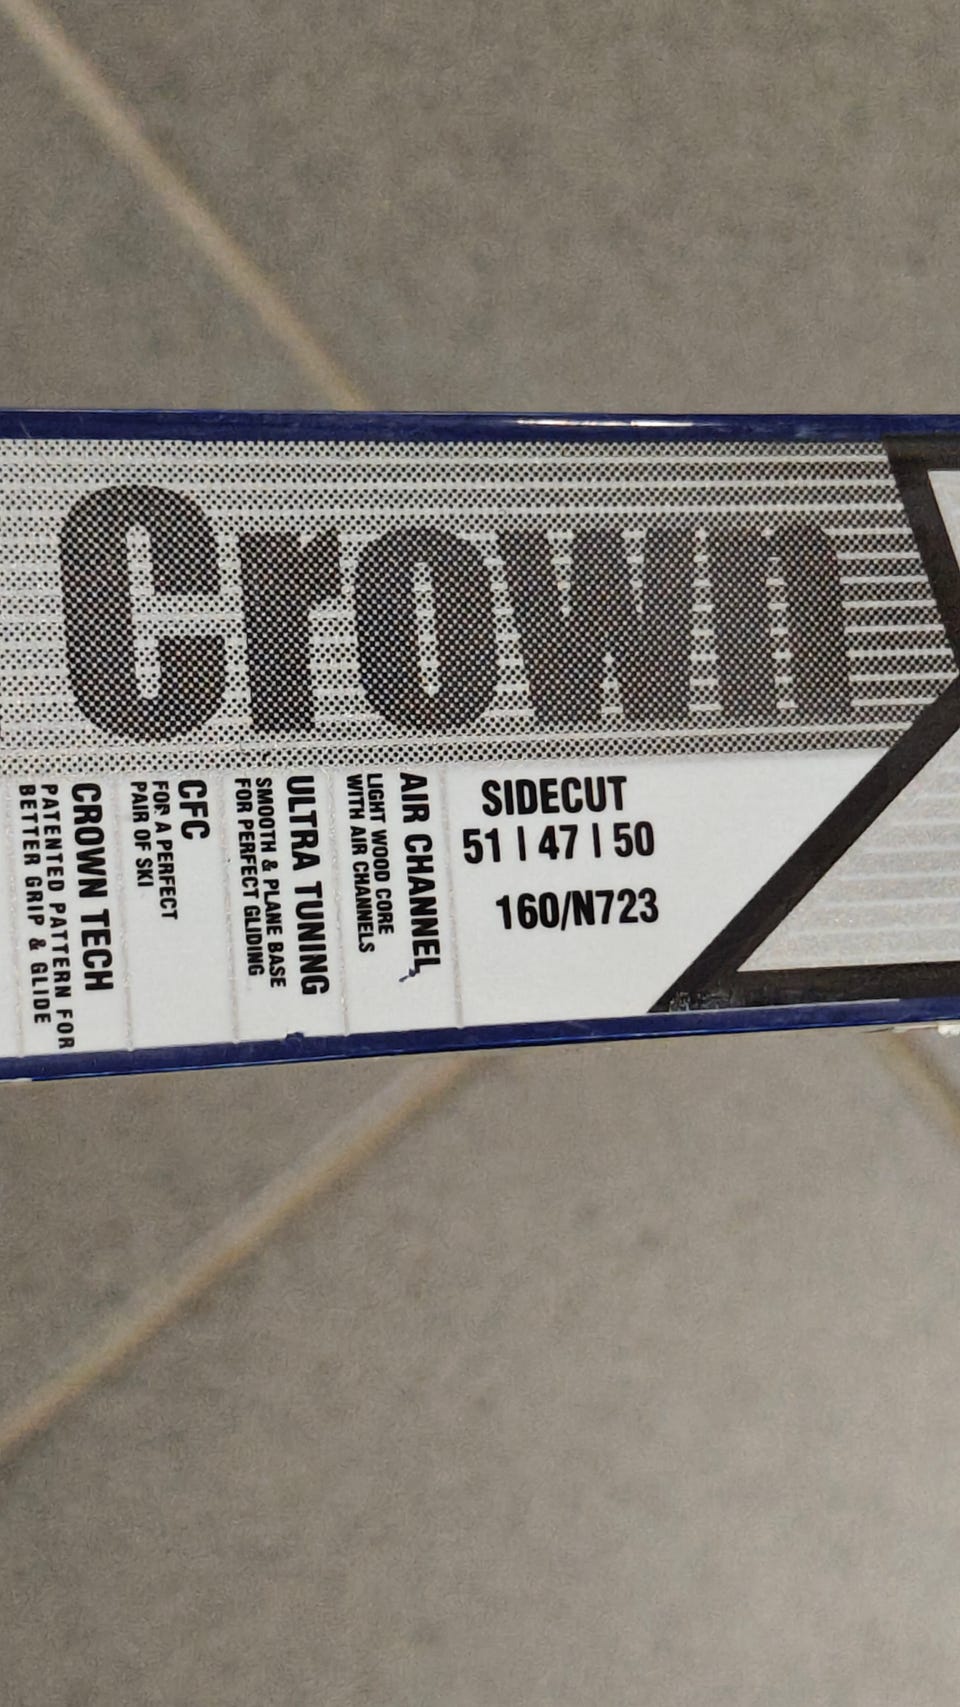 Crown
SIDECUT
51 | 47 | 50
160/N723
AIR CHANNEL
LIGHT WOOD CORE
WITH AIR CHANNELS
ULTRA TUNING
SMOOTH & PLANE BASE
FOR PERFECT GLIDING
CFC
FOR A PERFECT
PAIR OF SKI
CROWN TECH
PATENTED PATTERN FOR
BETTER GRIP & GLIDE